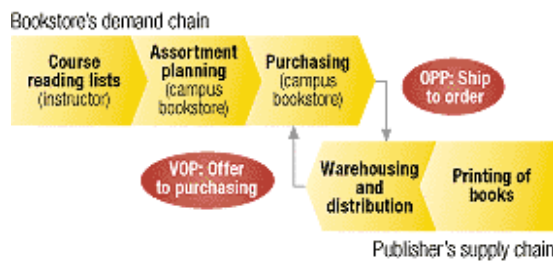 Bookstore's demand chain
Course
reading lists
(instructor)
Assortment
planning
(campus
bookstore)
Purchasing
(campus
bookstore)
OPP: Ship
to order
VOP: Offer
to purchasing
Warehousing
and
distribution
Printing of
books
Publisher's supply chain